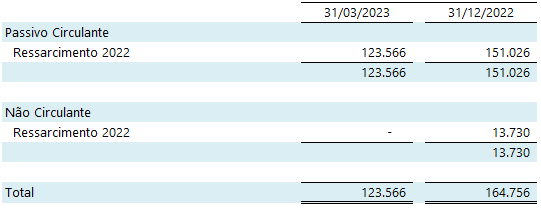 31/03/2023 31/12/2022
Passivo Circulante
Ressarcimento 2022 123.566 151.026
123.566 151.026
Não Circulante
Ressarcimento 2022 - 13.730
13.730
Total 123.566 164.756